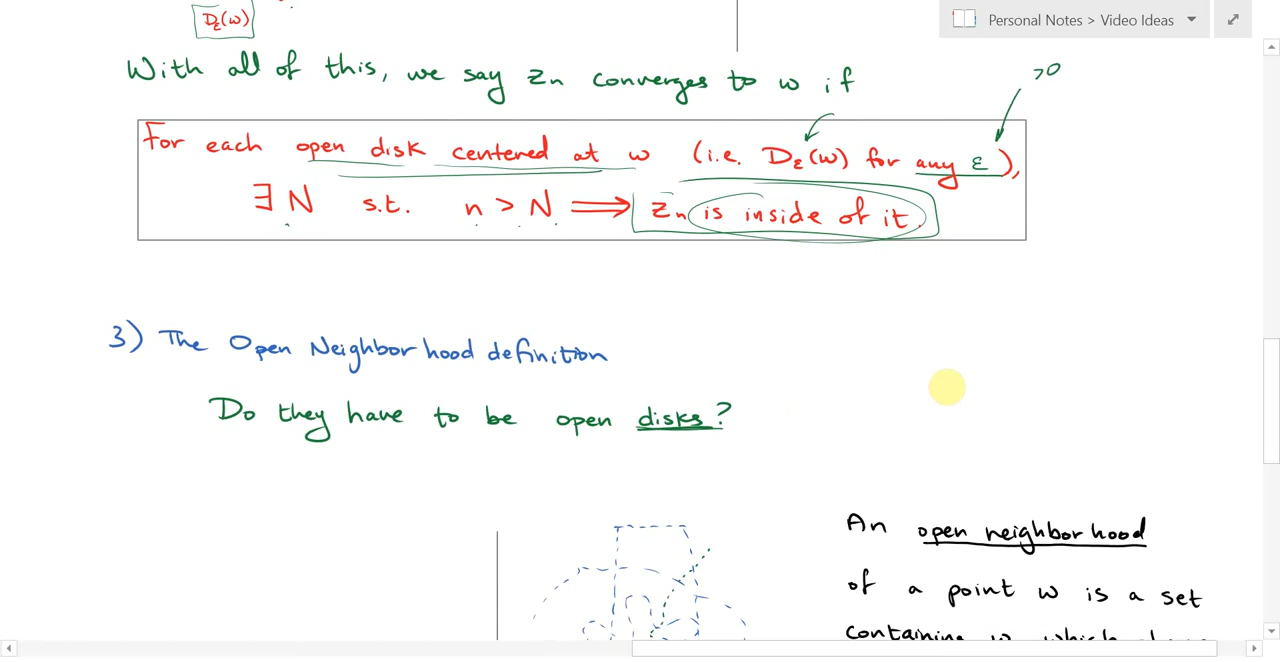 Personal Notes > Video Ideas
Dε(w)
With all of this, we say Zn converges to w if
>0
For each open disk centered at w (i.e. Dε(w) for any ε),
∃ N s.t. n > N ⟹ Zn is inside of it.
3) The Open Neighborhood definition
Do they have to be open disks?
An open neighborhood
of a point w is a set
containing w which